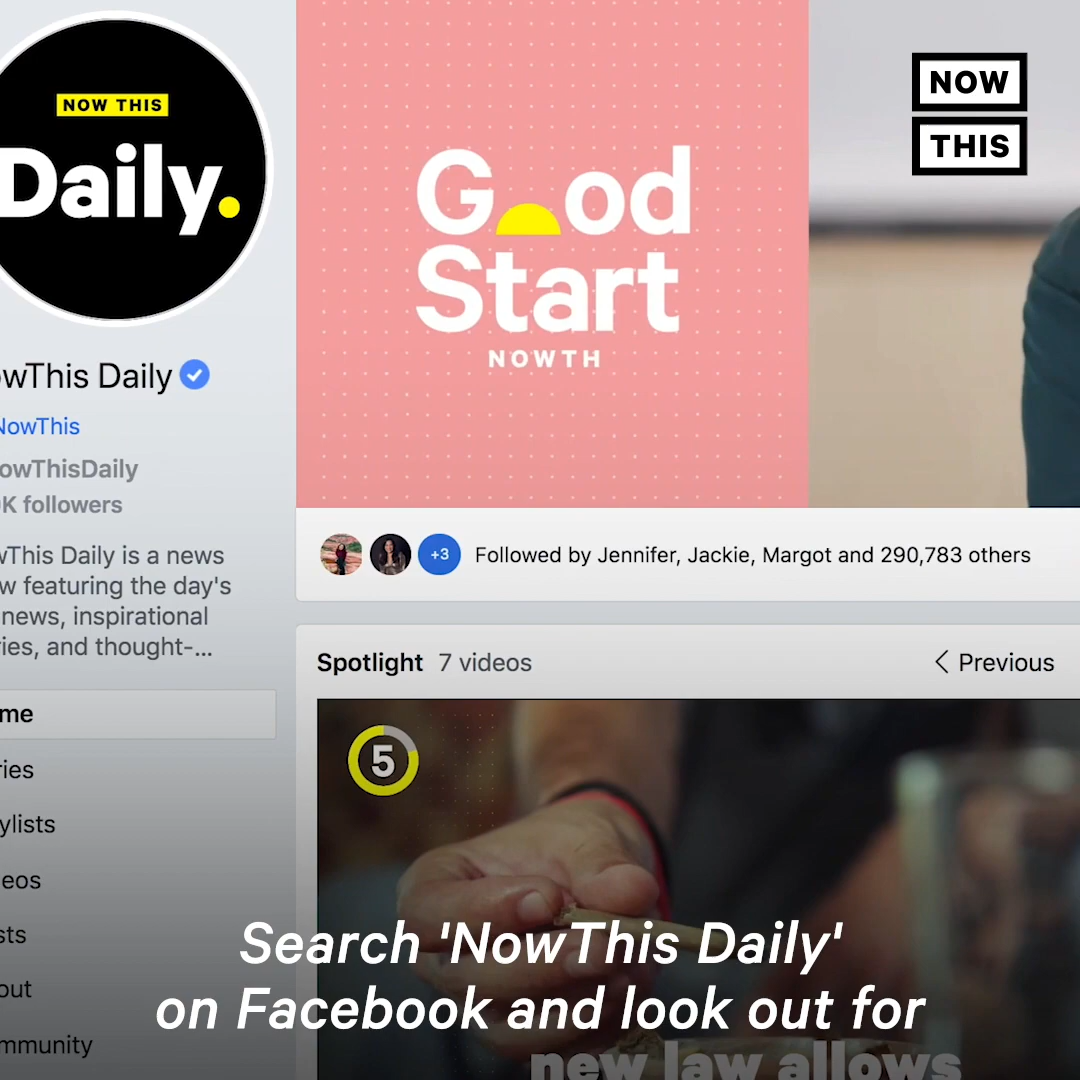 NOW THIS
Daily.
owThis Daily
NowThis
owThisDaily
K followers
This Daily is a news
w featuring the day's
news, inspirational
ries, and thought-...
me
ries
ylists
eos
sts
out
mmunity
Good
Start
NOWTH
NOW
THIS
+3
Followed by Jennifer, Jackie, Margot and 290,783 others
Spotlight 7 videos
Previous
5
Search 'NowThis Daily'
on Facebook and look out for
new law allows